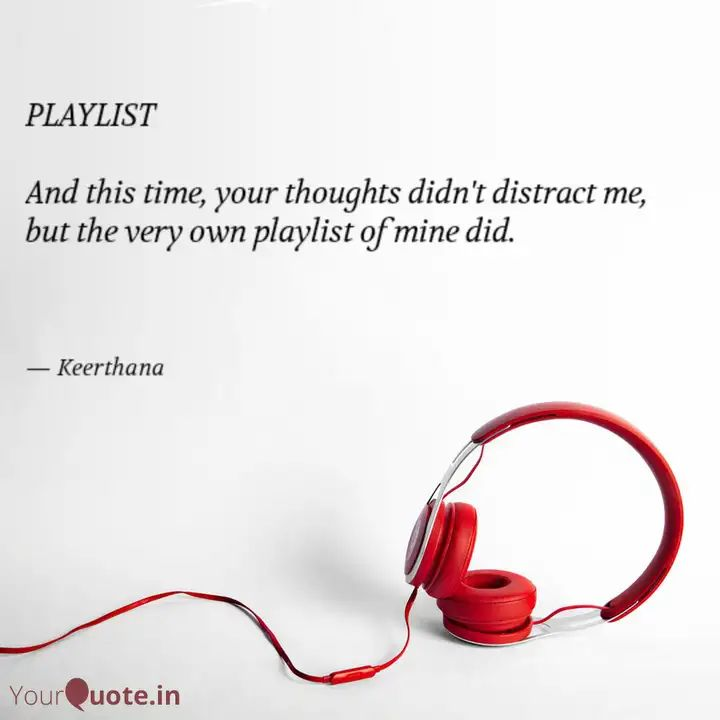 PLAYLIST
And this time, your thoughts didn't distract me,
but the very own playlist of mine did.
— Keerthana
YourQuote.in